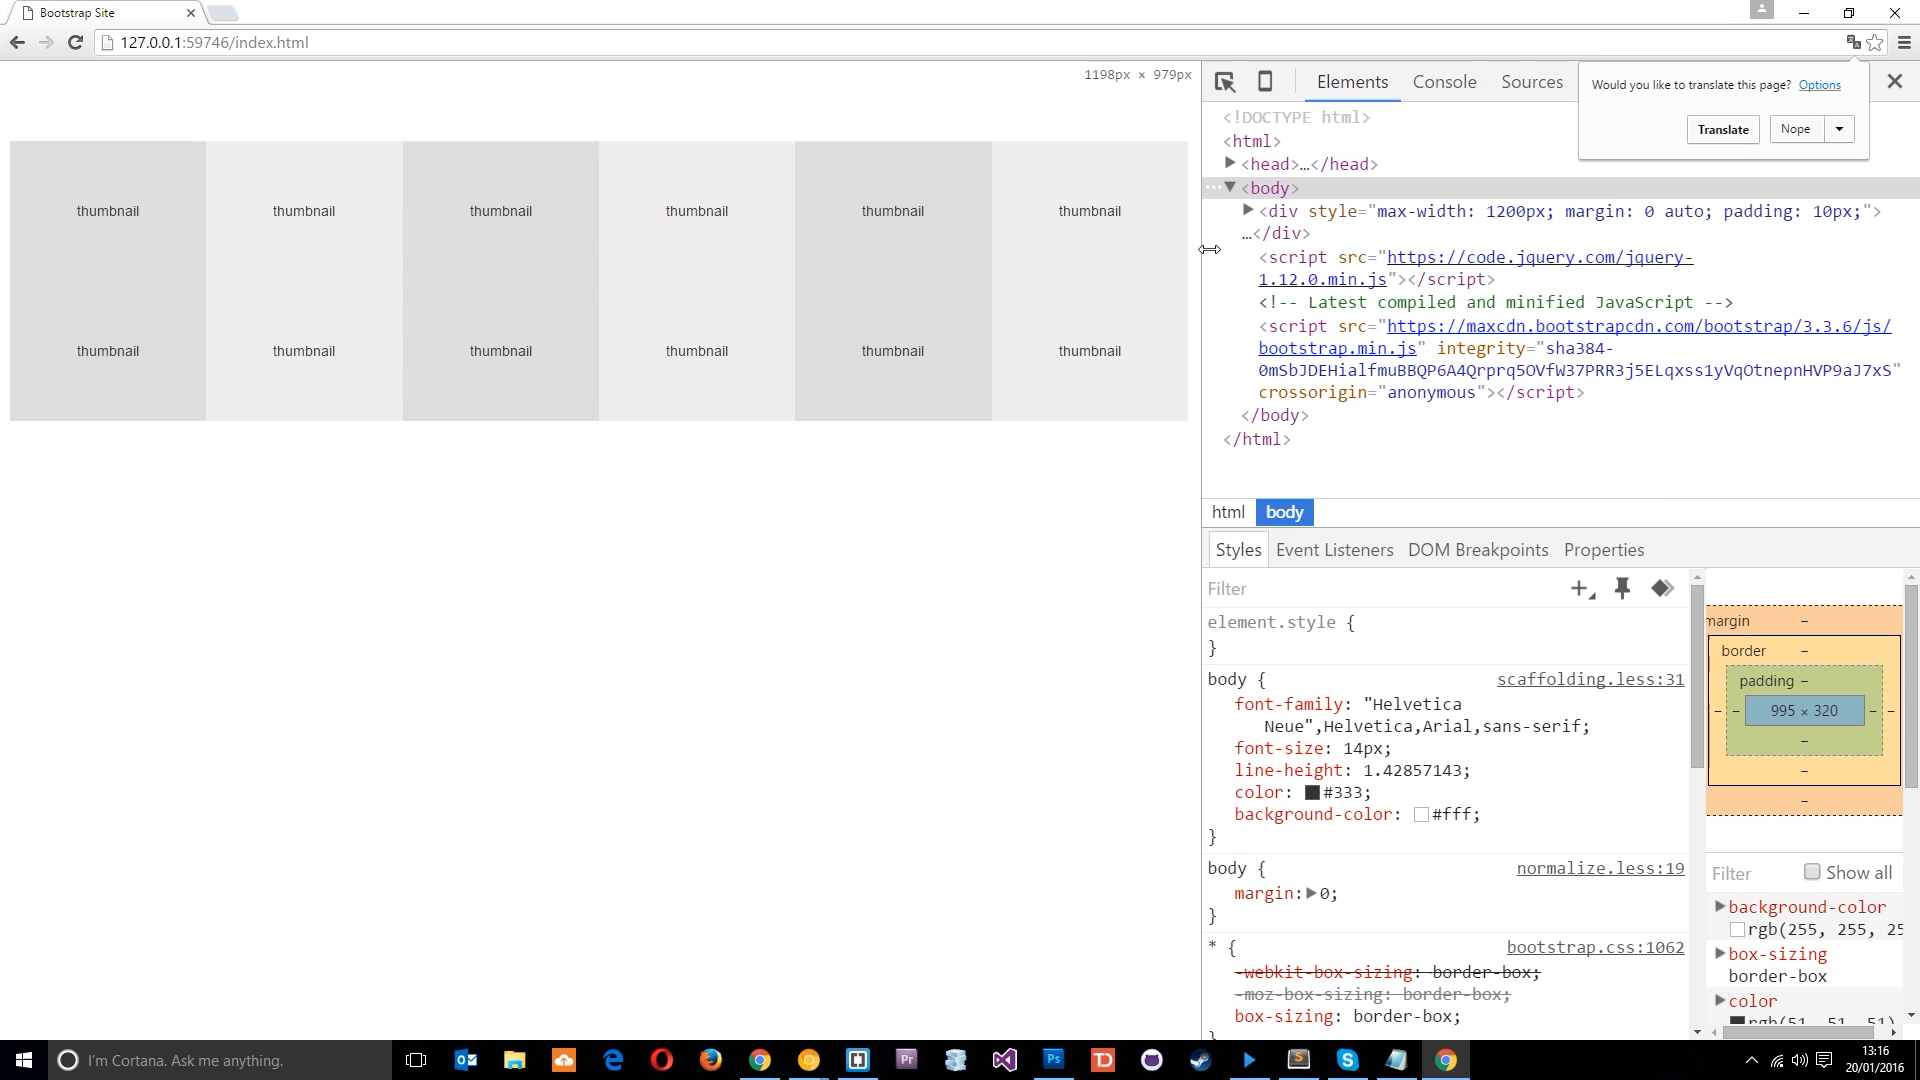 Bootstrap Site
127.0.0.1:59746/index.html
1198px × 979px
thumbnail thumbnail thumbnail thumbnail thumbnail thumbnail
thumbnail thumbnail thumbnail thumbnail thumbnail thumbnail
Elements Console Sources
Would you like to translate this page? Options
Translate Nope
<!DOCTYPE html>
<html>
<head>…</head>
<body>
<div style="max-width: 1200px; margin: 0 auto; padding: 10px;">
…</div>
<script src="https://code.jquery.com/jquery-
1.12.0.min.js"></script>
<!-- Latest compiled and minified JavaScript -->
<script src="https://maxcdn.bootstrapcdn.com/bootstrap/3.3.6/js/
bootstrap.min.js" integrity="sha384-
0mSbJDEHialfmuBBQP6A4Qrprq5OVfW37PRR3j5ELqxss1yVqOtnepnHVP9aJ7xS"
crossorigin="anonymous"></script>
</body>
</html>
html body
Styles Event Listeners DOM Breakpoints Properties
Filter
element.style {
}
body { scaffolding.less:31
font-family: "Helvetica
Neue",Helvetica,Arial,sans-serif;
font-size: 14px;
line-height: 1.42857143;
color: #333;
background-color: #fff;
}
body { normalize.less:19
margin: 0;
}
* { bootstrap.css:1062
-webkit-box-sizing: border-box;
-moz-box-sizing: border-box;
box-sizing: border-box;
}
margin –
border –
padding –
– – 995 × 320 – –
–
–
–
Filter Show all
background-color
rgb(255, 255, 25
box-sizing
border-box
color
rgb(51, 51, 51)
I'm Cortana. Ask me anything.
13:16
20/01/2016